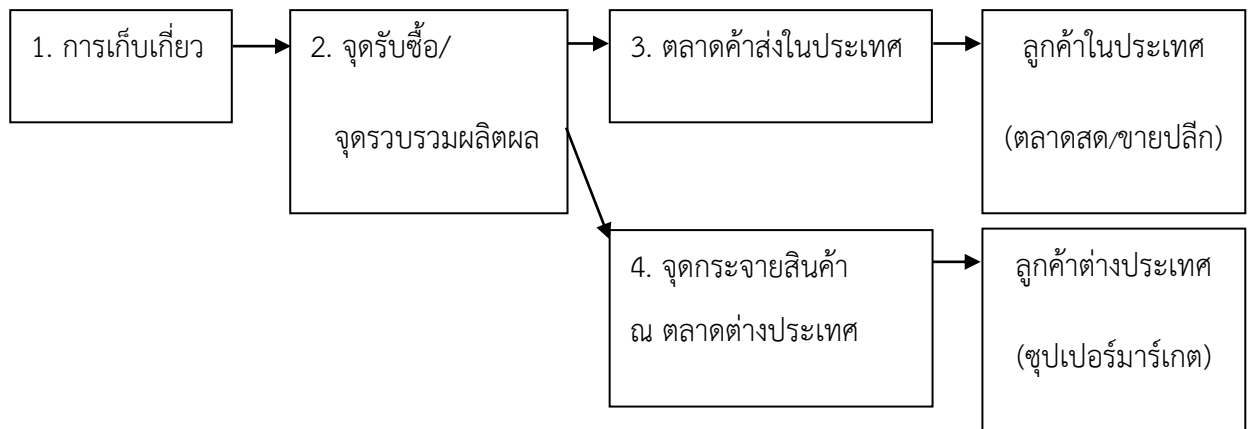 1. การเก็บเกี่ยว
2. จุดรับซื้อ/
จุดรวบรวมผลิตผล
3. ตลาดค้าส่งในประเทศ
ลูกค้าในประเทศ
(ตลาดสด/ขายปลีก)
4. จุดกระจายสินค้า
ณ ตลาดต่างประเทศ
ลูกค้าต่างประเทศ
(ซุปเปอร์มาร์เกต)